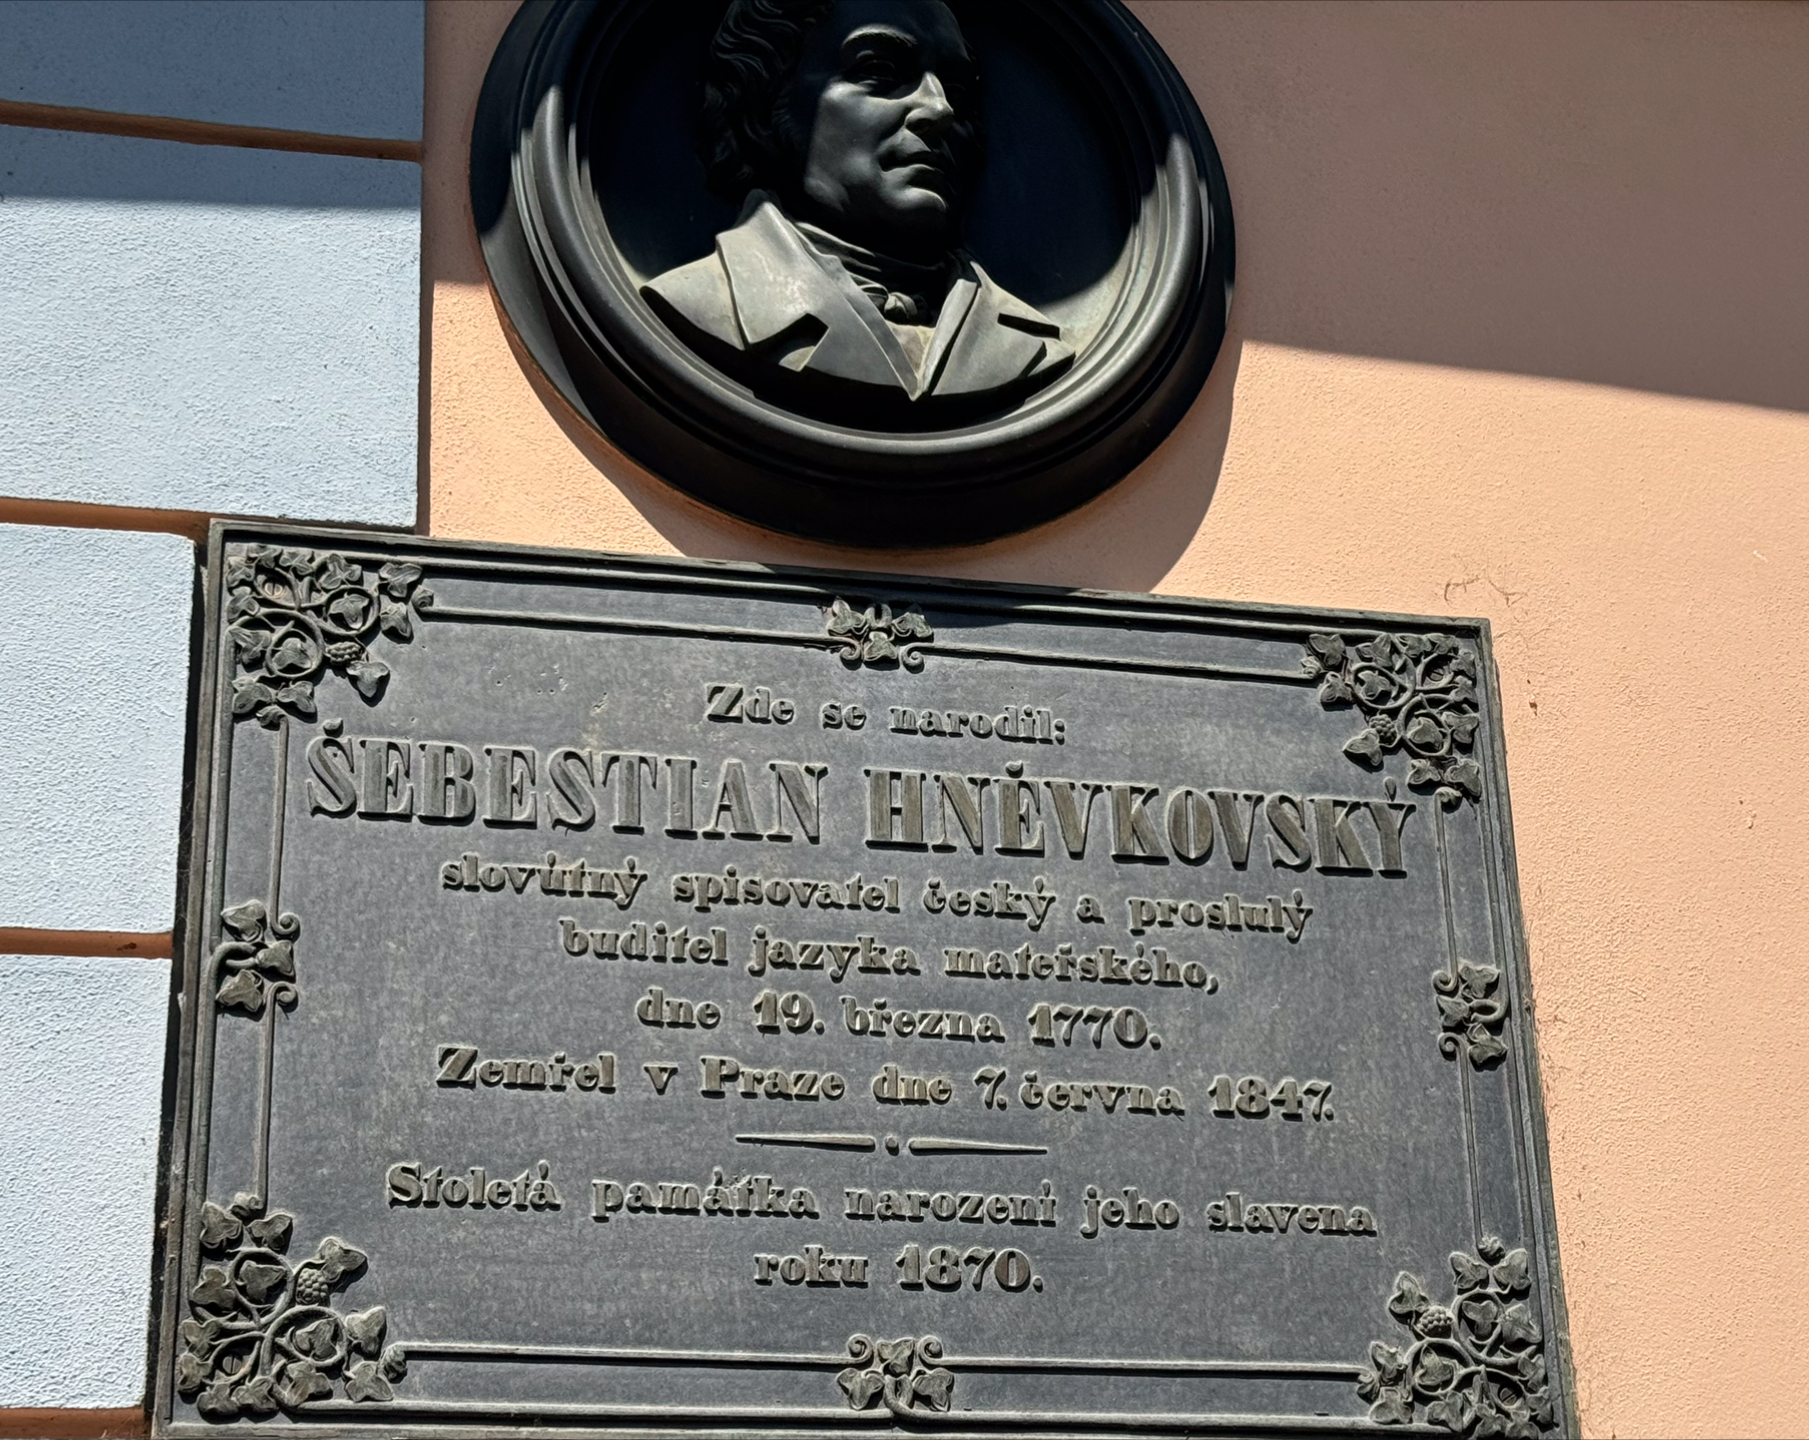 Zde se narodil:
ŠEBESTIAN HNĚVKOVSKÝ
slovútný spisovatel český a proslulý
buditel jazyka mateřského,
dne 19. března 1770.
Zemřel v Praze dne 7. června 1847.
Stoletá památka narození jeho slavena
roku 1870.